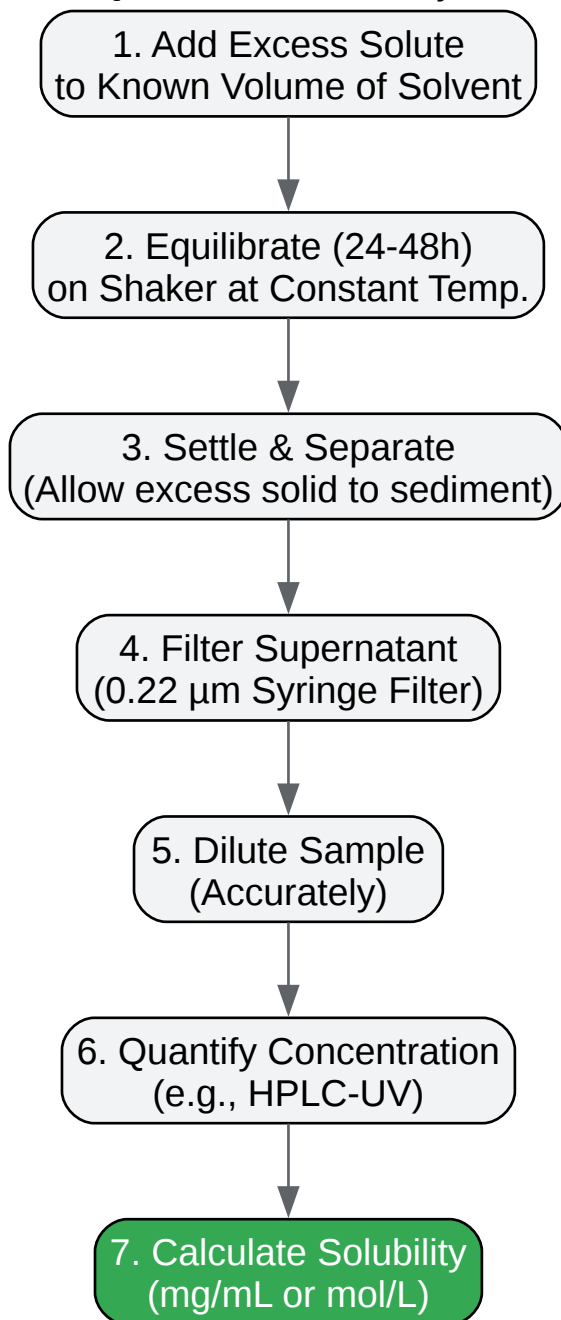 1. Add Excess Solute
to Known Volume of Solvent
2. Equilibrate (24-48h)
on Shaker at Constant Temp.
3. Settle & Separate
(Allow excess solid to sediment)
4. Filter Supernatant
(0.22 µm Syringe Filter)
5. Dilute Sample
(Accurately)
6. Quantify Concentration
(e.g., HPLC-UV)
7. Calculate Solubility
(mg/mL or mol/L)